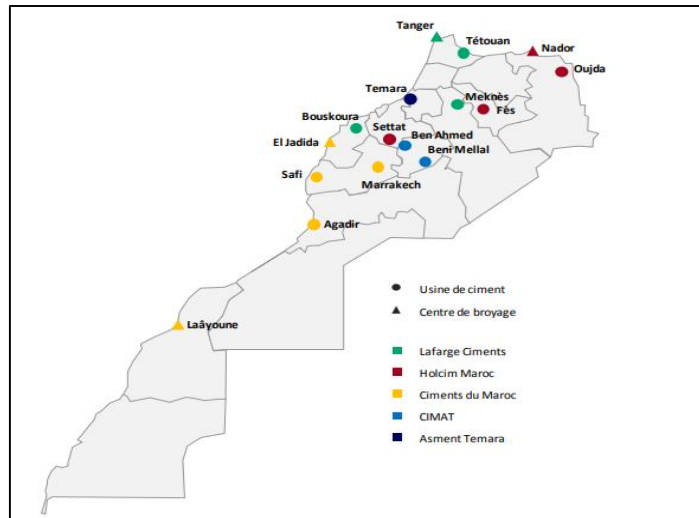 Tanger
Tétouan
Nador
Oujda
Temara
Meknès
Fès
Bouskoura
Settat
Ben Ahmed
El Jadida
Beni Mellal
Safi
Marrakech
Agadir
Laâyoune
Usine de ciment
Centre de broyage
Lafarge Ciments
Holcim Maroc
Ciments du Maroc
CIMAT
Asment Temara